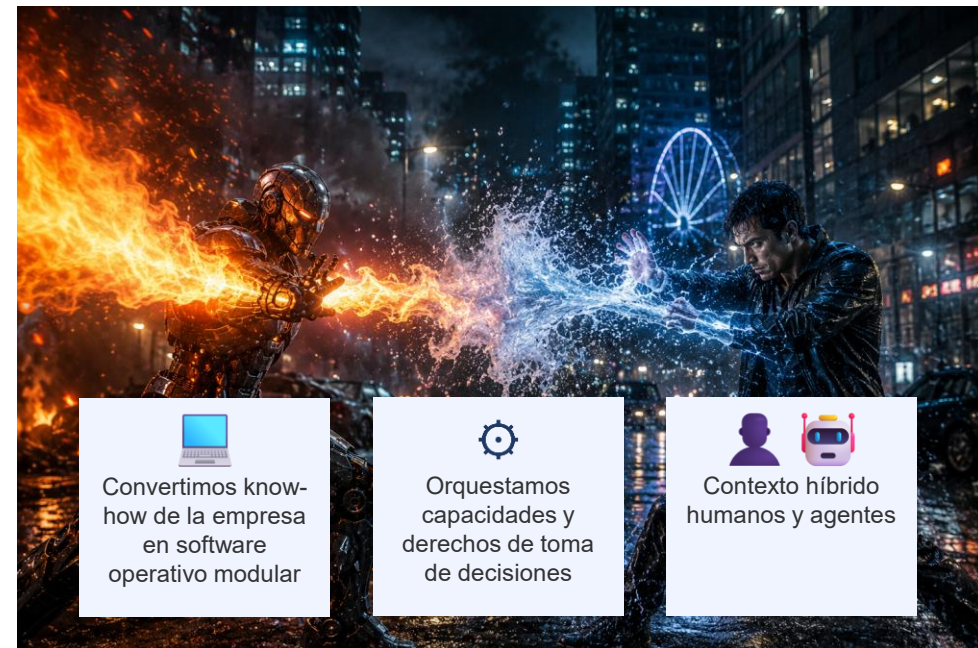 Convertimos know-
how de la empresa
en software
operativo modular
Orquestamos
capacidades y
derechos de toma
de decisiones
Contexto híbrido
humanos y agentes